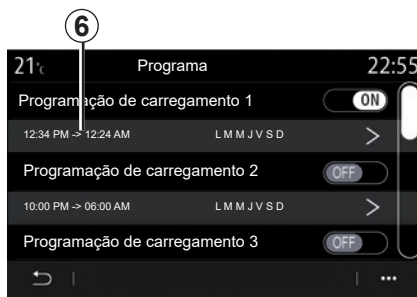 6
21°c Programa 22:55
Programação de carregamento 1 ON
12:34 PM -> 12:24 AM L M M J V S D >
Programação de carregamento 2 OFF
10:00 PM -> 06:00 AM L M M J V S D >
Programação de carregamento 3 OFF